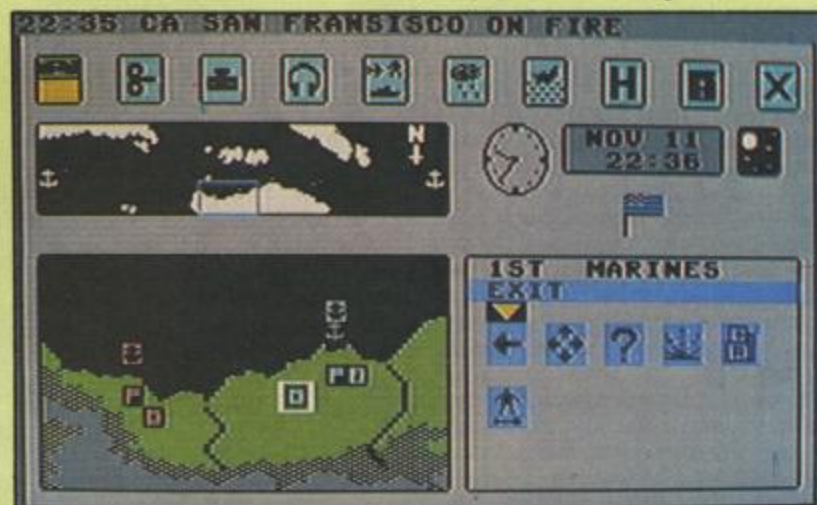 22:35 CA SAN FRANSISCO ON FIRE
H
X
N
NOV 11
22:36
1ST MARINES
EXIT
?
P D
D
P
D